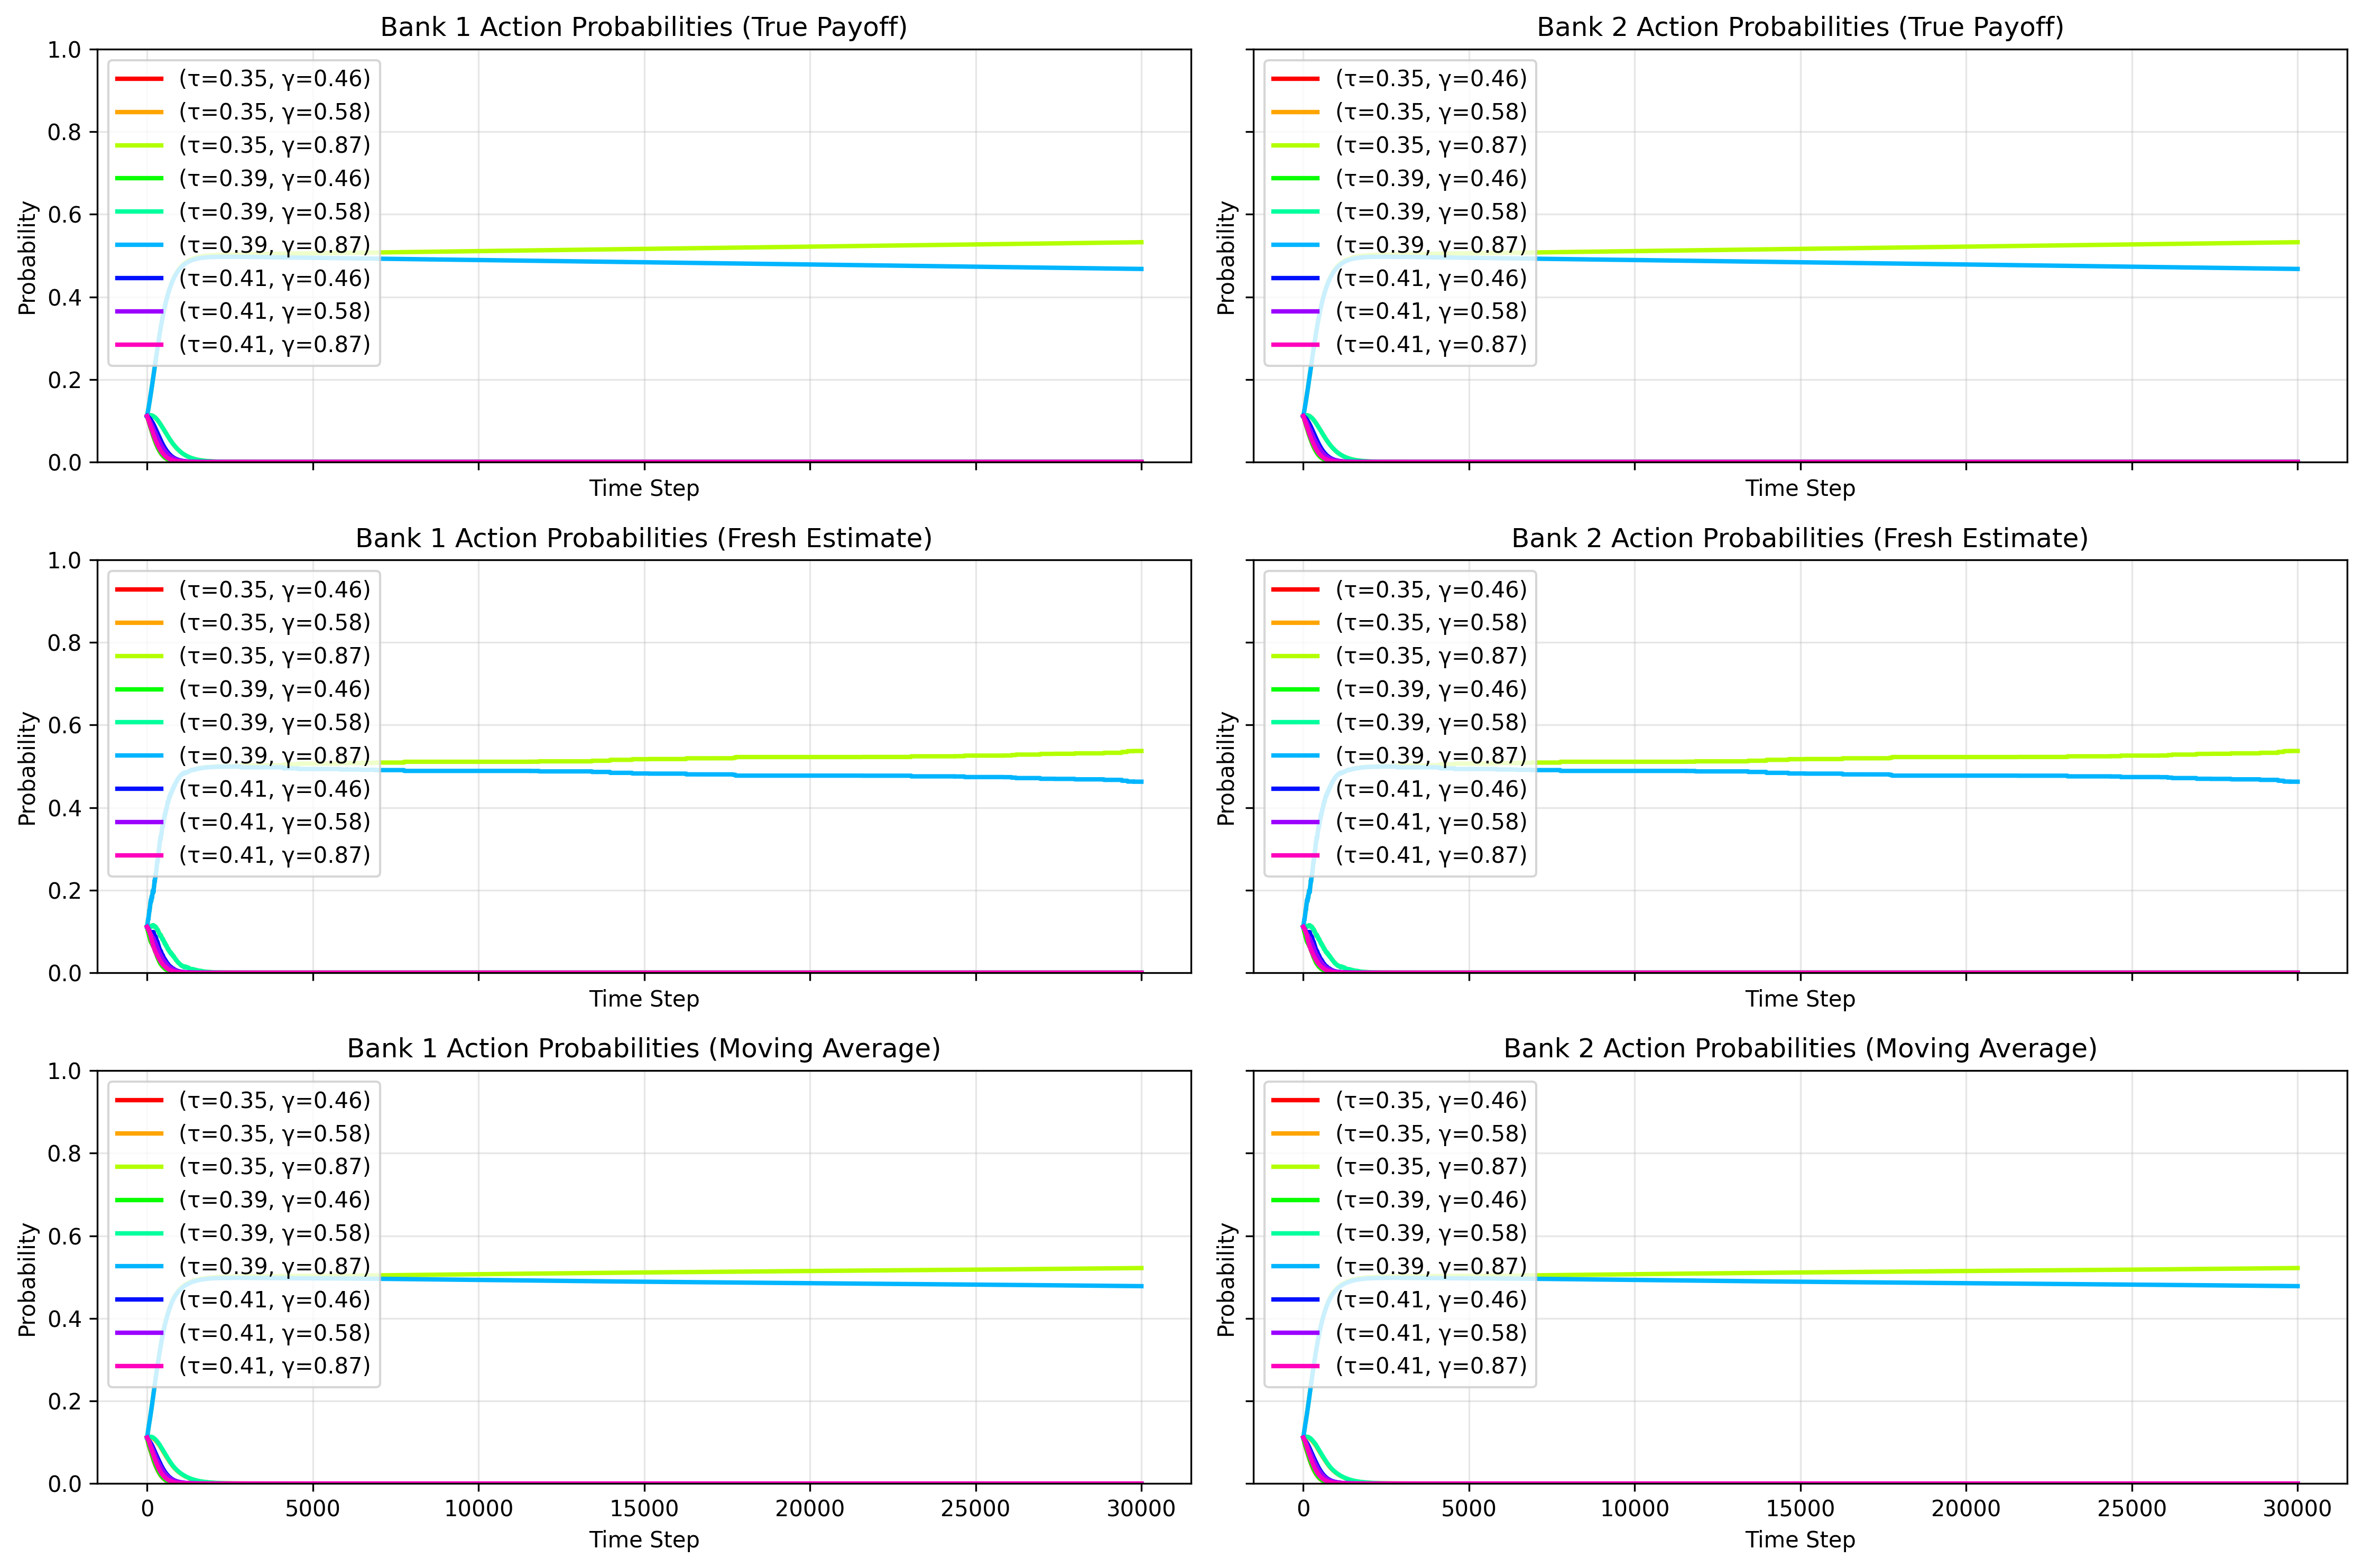 Bank 1 Action Probabilities (True Payoff)
1.0
0.8
0.6
0.4
0.2
0.0
Probability
(τ=0.35, γ=0.46)
(τ=0.35, γ=0.58)
(τ=0.35, γ=0.87)
(τ=0.39, γ=0.46)
(τ=0.39, γ=0.58)
(τ=0.39, γ=0.87)
(τ=0.41, γ=0.46)
(τ=0.41, γ=0.58)
(τ=0.41, γ=0.87)
Time Step
Bank 2 Action Probabilities (True Payoff)
Probability
(τ=0.35, γ=0.46)
(τ=0.35, γ=0.58)
(τ=0.35, γ=0.87)
(τ=0.39, γ=0.46)
(τ=0.39, γ=0.58)
(τ=0.39, γ=0.87)
(τ=0.41, γ=0.46)
(τ=0.41, γ=0.58)
(τ=0.41, γ=0.87)
Time Step
Bank 1 Action Probabilities (Fresh Estimate)
1.0
0.8
0.6
0.4
0.2
0.0
Probability
(τ=0.35, γ=0.46)
(τ=0.35, γ=0.58)
(τ=0.35, γ=0.87)
(τ=0.39, γ=0.46)
(τ=0.39, γ=0.58)
(τ=0.39, γ=0.87)
(τ=0.41, γ=0.46)
(τ=0.41, γ=0.58)
(τ=0.41, γ=0.87)
Time Step
Bank 2 Action Probabilities (Fresh Estimate)
Probability
(τ=0.35, γ=0.46)
(τ=0.35, γ=0.58)
(τ=0.35, γ=0.87)
(τ=0.39, γ=0.46)
(τ=0.39, γ=0.58)
(τ=0.39, γ=0.87)
(τ=0.41, γ=0.46)
(τ=0.41, γ=0.58)
(τ=0.41, γ=0.87)
Time Step
Bank 1 Action Probabilities (Moving Average)
1.0
0.8
0.6
0.4
0.2
0.0
Probability
(τ=0.35, γ=0.46)
(τ=0.35, γ=0.58)
(τ=0.35, γ=0.87)
(τ=0.39, γ=0.46)
(τ=0.39, γ=0.58)
(τ=0.39, γ=0.87)
(τ=0.41, γ=0.46)
(τ=0.41, γ=0.58)
(τ=0.41, γ=0.87)
0 5000 10000 15000 20000 25000 30000
Time Step
Bank 2 Action Probabilities (Moving Average)
Probability
(τ=0.35, γ=0.46)
(τ=0.35, γ=0.58)
(τ=0.35, γ=0.87)
(τ=0.39, γ=0.46)
(τ=0.39, γ=0.58)
(τ=0.39, γ=0.87)
(τ=0.41, γ=0.46)
(τ=0.41, γ=0.58)
(τ=0.41, γ=0.87)
0 5000 10000 15000 20000 25000 30000
Time Step